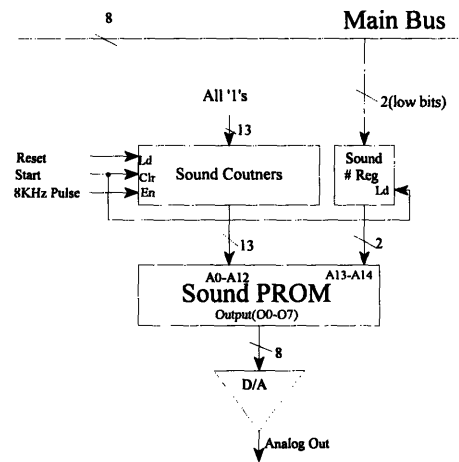 8
Main Bus
All '1's
2(low bits)
13
Reset
Start
8KHz Pulse
Ld
Clr
En
Sound Coutners
Sound
# Reg
Ld
13
2
A0-A12
A13-A14
Sound PROM
Output(O0-O7)
8
D/A
Analog Out